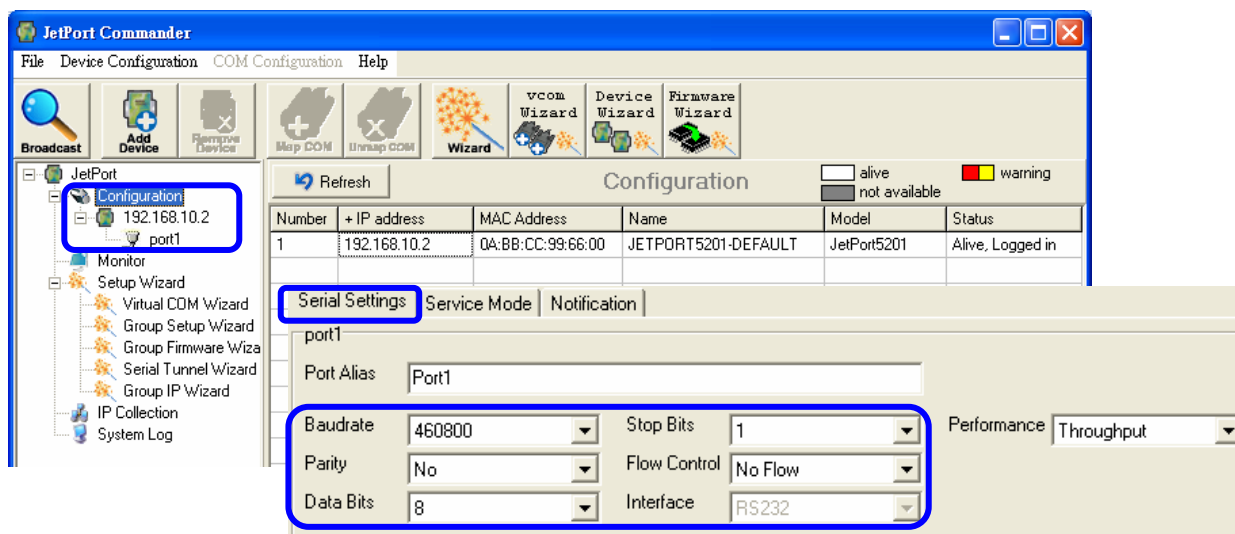 JetPort Commander
File Device Configuration COM Configuration Help
Broadcast
Add Device
Remove Device
Map COM
Unmap COM
Wizard
vcom Wizard
Device Wizard
Firmware Wizard
JetPort
Configuration
192.168.10.2
port1
Monitor
Setup Wizard
Virtual COM Wizard
Group Setup Wizard
Group Firmware Wiza
Serial Tunnel Wizard
Group IP Wizard
IP Collection
System Log
Refresh
Configuration
alive
not available
warning
Number + IP address MAC Address Name Model Status
1 192.168.10.2 0A:BB:CC:99:66:00 JETPORT5201-DEFAULT JetPort5201 Alive, Logged in
Serial Settings Service Mode Notification
port1
Port Alias Port1
Baudrate 460800 Stop Bits 1 Performance Throughput
Parity No Flow Control No Flow
Data Bits 8 Interface RS232